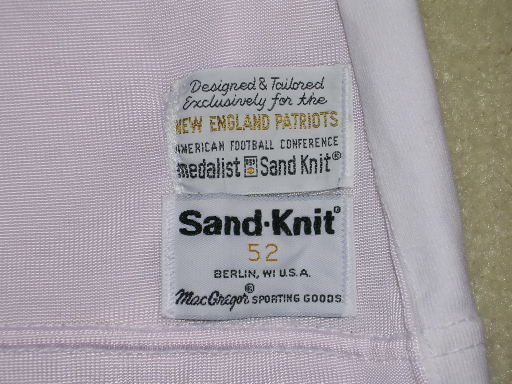 Designed & Tailored
Exclusively for the
NEW ENGLAND PATRIOTS
AMERICAN FOOTBALL CONFERENCE
medalist Sand Knit®
Sand·Knit®
52
BERLIN, WI U.S.A.
MacGregor® SPORTING GOODS